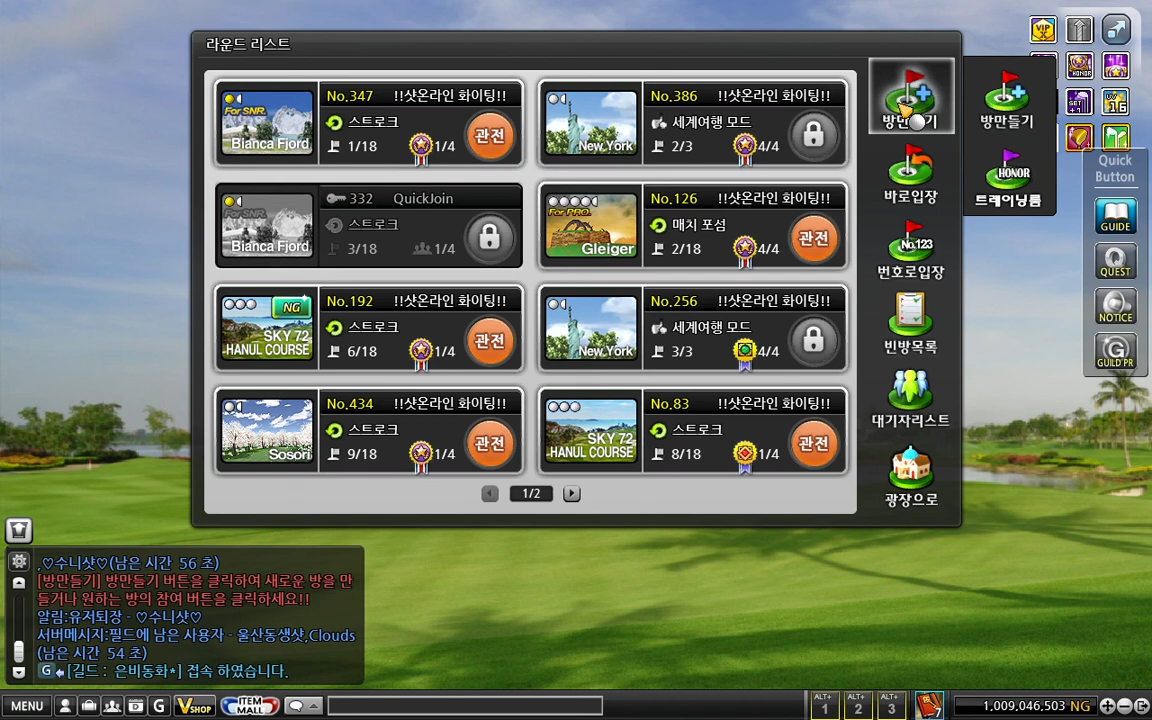 라운드 리스트
VIP
HONOR
SET
+1
UP
16
For SNR.
Bianca Fjord
No.347 !!샷온라인 화이팅!!
스트로크
1/18 1/4
관전
New York
No.386 !!샷온라인 화이팅!!
세계여행 모드
2/3 4/4
For SNR.
Bianca Fjord
332 QuickJoin
스트로크
3/18 1/4
For PRO.
Gleiger
No.126 !!샷온라인 화이팅!!
매치 포섬
2/18 4/4
관전
NG
SKY 72
HANUL COURSE
No.192 !!샷온라인 화이팅!!
스트로크
6/18 1/4
관전
New York
No.256 !!샷온라인 화이팅!!
세계여행 모드
3/3 4/4
Sosori
No.434 !!샷온라인 화이팅!!
스트로크
9/18 1/4
관전
SKY 72
HANUL COURSE
No.83 !!샷온라인 화이팅!!
스트로크
8/18 1/4
관전
1/2
방만들기
바로입장
No.123
번호로입장
빈방목록
대기자리스트
광장으로
방만들기
HONOR
트레이닝룸
Quick
Button
GUIDE
QUEST
NOTICE
GUILD PR
,♡수니샷♡(남은 시간 56 초)
[방만들기] 방만들기 버튼을 클릭하여 새로운 방을 만
들거나 원하는 방의 참여 버튼을 클릭하세요!!
알림:유저퇴장 - ♡수니샷♡
서버메시지:필드에 남은 사용자 - 울산동생샷,Clouds
(남은 시간 54 초)
G [길드 : 은비동화*] 접속 하였습니다.
MENU
G
V SHOP
ITEM
MALL
ALT+
1
ALT+
2
ALT+
3
7
1,009,046,503 NG